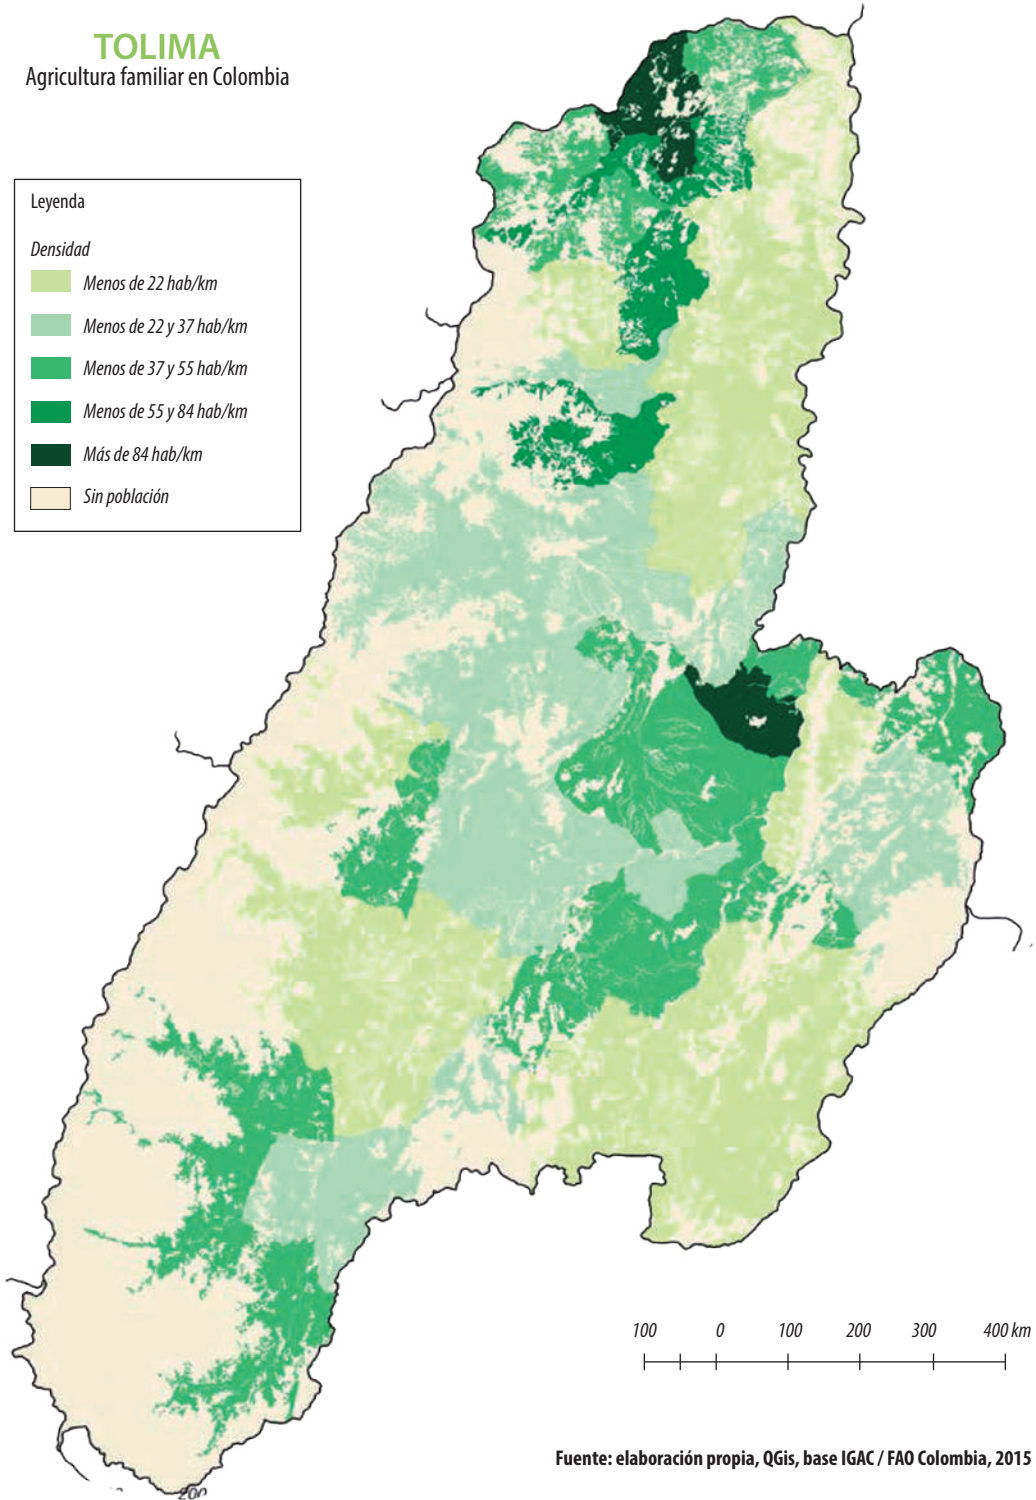 TOLIMA
Agricultura familiar en Colombia
Leyenda
Densidad
Menos de 22 hab/km
Menos de 22 y 37 hab/km
Menos de 37 y 55 hab/km
Menos de 55 y 84 hab/km
Más de 84 hab/km
Sin población
100 0 100 200 300 400 km
Fuente: elaboración propia, QGis, base IGAC / FAO Colombia, 2015
200